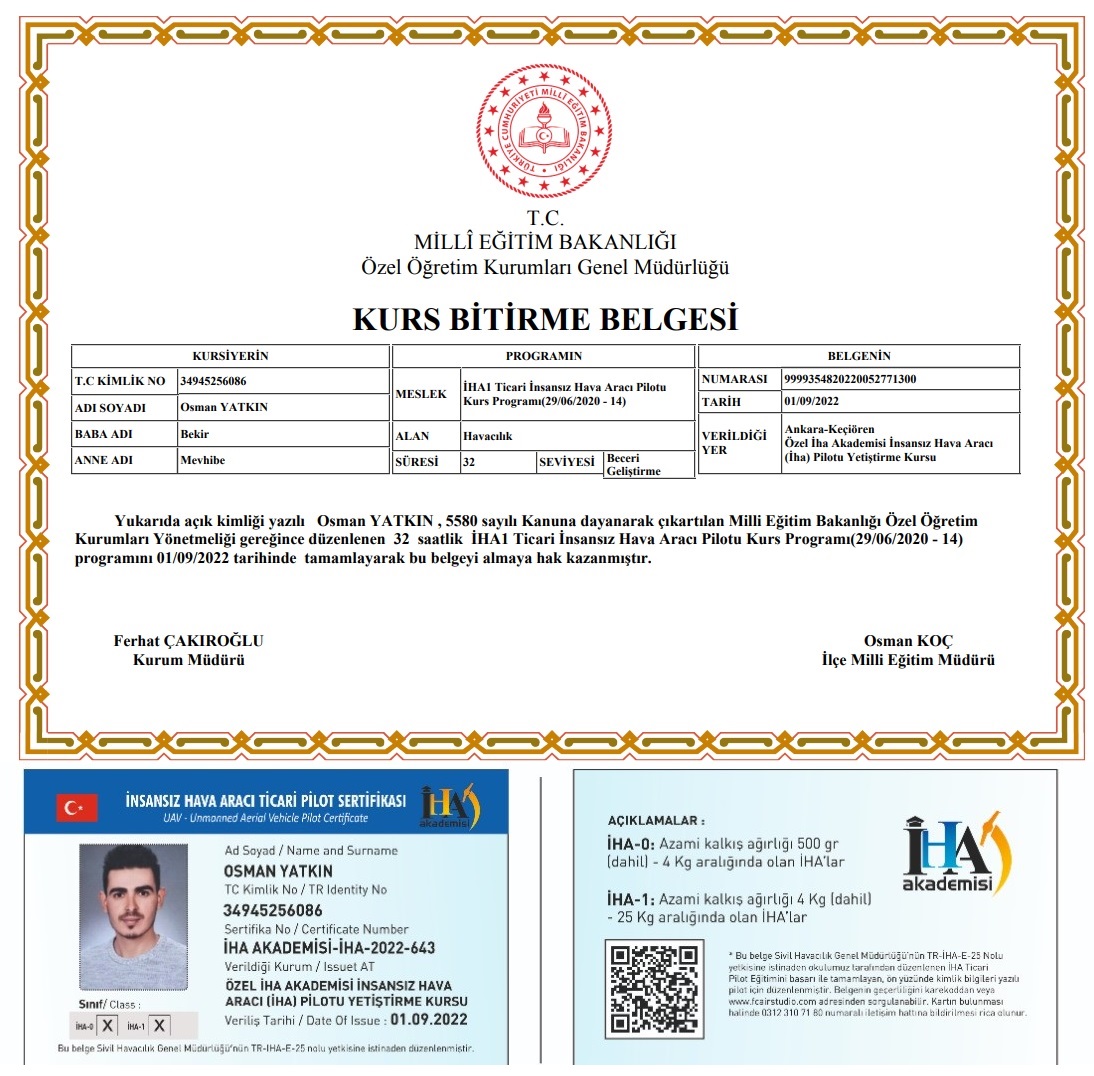 TÜRKİYE CUMHURİYETİ MİLLİ EĞİTİM BAKANLIĞI
T.C.
MİLLÎ EĞİTİM BAKANLIĞI
Özel Öğretim Kurumları Genel Müdürlüğü
KURS BİTİRME BELGESİ
KURSİYERİN
T.C KİMLİK NO 34945256086
ADI SOYADI Osman YATKIN
BABA ADI Bekir
ANNE ADI Mevhibe
PROGRAMIN
MESLEK İHA1 Ticari İnsansız Hava Aracı Pilotu
Kurs Programı(29/06/2020 - 14)
ALAN Havacılık
SÜRESİ 32 SEVİYESİ Beceri
Geliştirme
BELGENİN
NUMARASI 9999354820220052771300
TARİH 01/09/2022
VERİLDİĞİ YER Ankara-Keçiören
Özel İha Akademisi İnsansız Hava Aracı
(İha) Pilotu Yetiştirme Kursu
Yukarıda açık kimliği yazılı Osman YATKIN , 5580 sayılı Kanuna dayanarak çıkartılan Milli Eğitim Bakanlığı Özel Öğretim
Kurumları Yönetmeliği gereğince düzenlenen 32 saatlik İHA1 Ticari İnsansız Hava Aracı Pilotu Kurs Programı(29/06/2020 - 14)
programını 01/09/2022 tarihinde tamamlayarak bu belgeyi almaya hak kazanmıştır.
Ferhat ÇAKIROĞLU
Kurum Müdürü
Osman KOÇ
İlçe Milli Eğitim Müdürü
İNSANSIZ HAVA ARACI TİCARİ PİLOT SERTİFİKASI
UAV - Unmanned Aerial Vehicle Pilot Certificate
İHA
akademisi
Ad Soyad / Name and Surname
OSMAN YATKIN
TC Kimlik No / TR Identity No
34945256086
Sertifika No / Certificate Number
İHA AKADEMİSİ-İHA-2022-643
Verildiği Kurum / Issuet AT
ÖZEL İHA AKADEMİSİ İNSANSIZ HAVA
ARACI (İHA) PİLOTU YETİŞTİRME KURSU
Veriliş Tarihi / Date Of Issue : 01.09.2022
Sınıf/ Class :
İHA-0 X İHA-1 X
Bu belge Sivil Havacılık Genel Müdürlüğü'nün TR-IHA-E-25 nolu yetkisine istinaden düzenlenmiştir.
AÇIKLAMALAR :
İHA-0: Azami kalkış ağırlığı 500 gr
(dahil) - 4 Kg aralığında olan İHA'lar
İHA-1: Azami kalkış ağırlığı 4 Kg (dahil)
- 25 Kg aralığında olan İHA'lar
İHA
akademisi
* Bu belge Sivil Havacılık Genel Müdürlüğü'nün TR-İHA-E-25 Nolu
yetkisine istinaden okulumuz tarafından düzenlenen İHA Ticari
Pilot Eğitimini başarı ile tamamlayan, ön yüzünde kimlik bilgileri yazılı
pilot için düzenlenmiştir. Belgenin geçerliliğini karekoddan veya
www.fcairstudio.com adresinden sorgulanabilir. Kartın bulunması
halinde 0312 310 71 80 numaralı iletişim hattına bildirilmesi rica olunur.